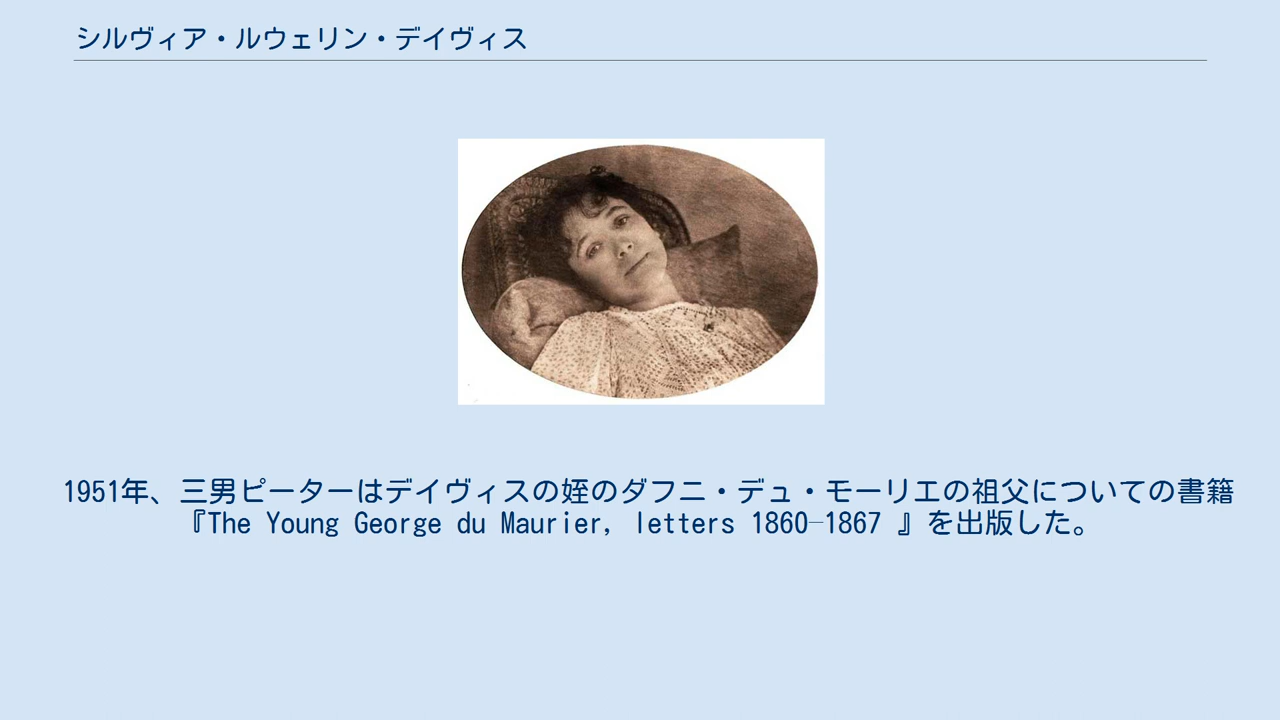 シルヴィア・ルウェリン・デイヴィス
1951年、三男ピーターはデイヴィスの姪のダフニ・デュ・モーリエの祖父についての書籍
『The Young George du Maurier, letters 1860–1867 』を出版した。